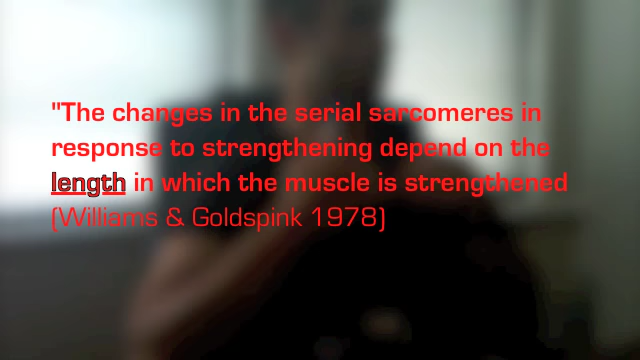 "The changes in the serial sarcomeres in
response to strengthening depend on the
length in which the muscle is strengthened
(Williams & Goldspink 1978)